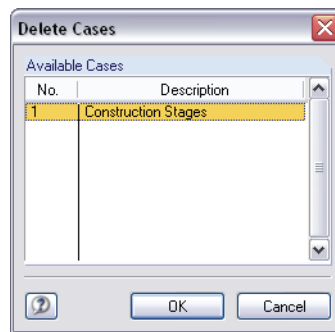 Delete Cases
Available Cases
No. Description
1 Construction Stages
OK Cancel